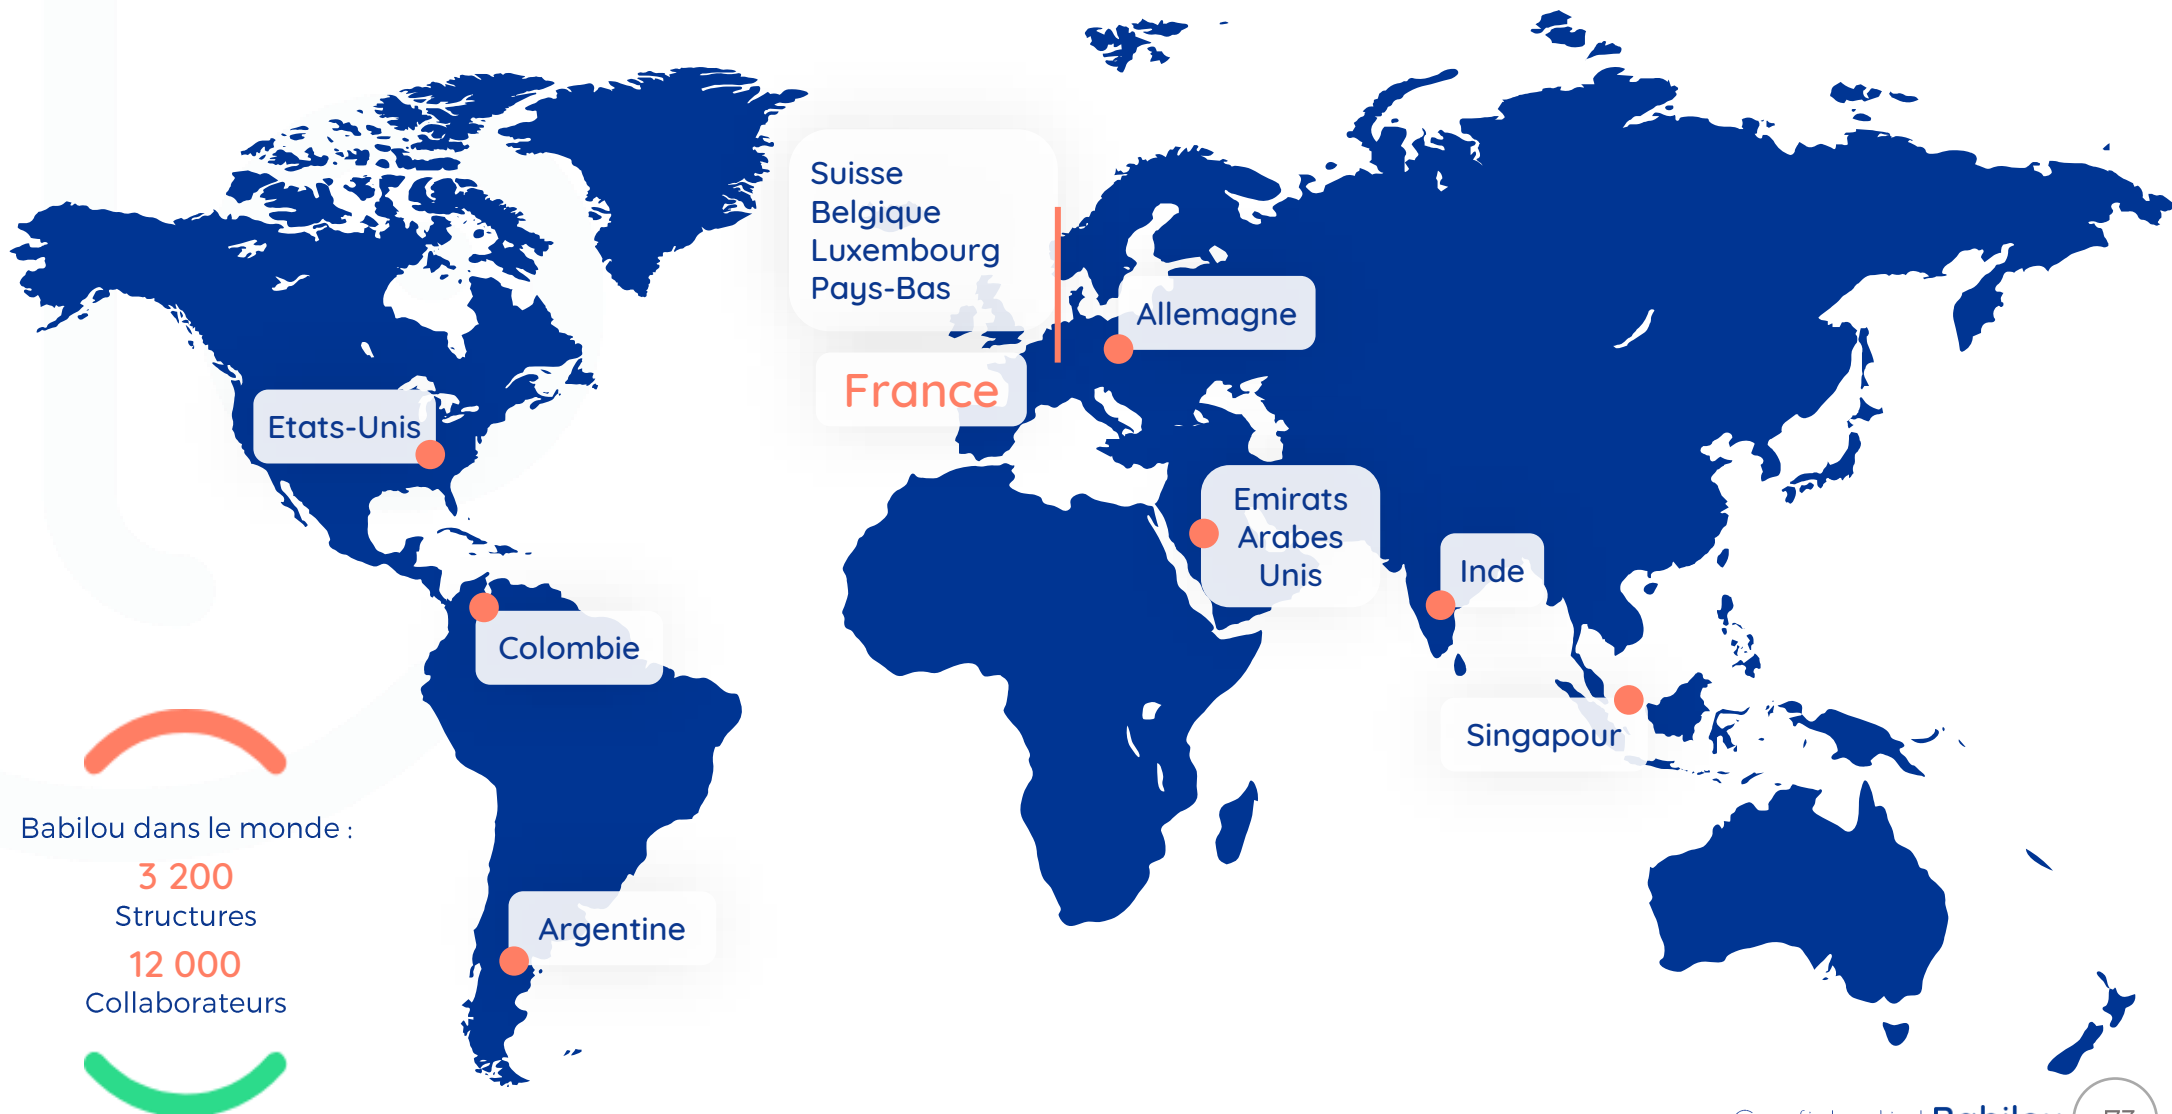 Suisse
Belgique
Luxembourg
Pays-Bas
Allemagne
France
Etats-Unis
Emirats
Arabes
Unis
Inde
Colombie
Singapour
Argentine
Babilou dans le monde :
3 200
Structures
12 000
Collaborateurs
Babilou